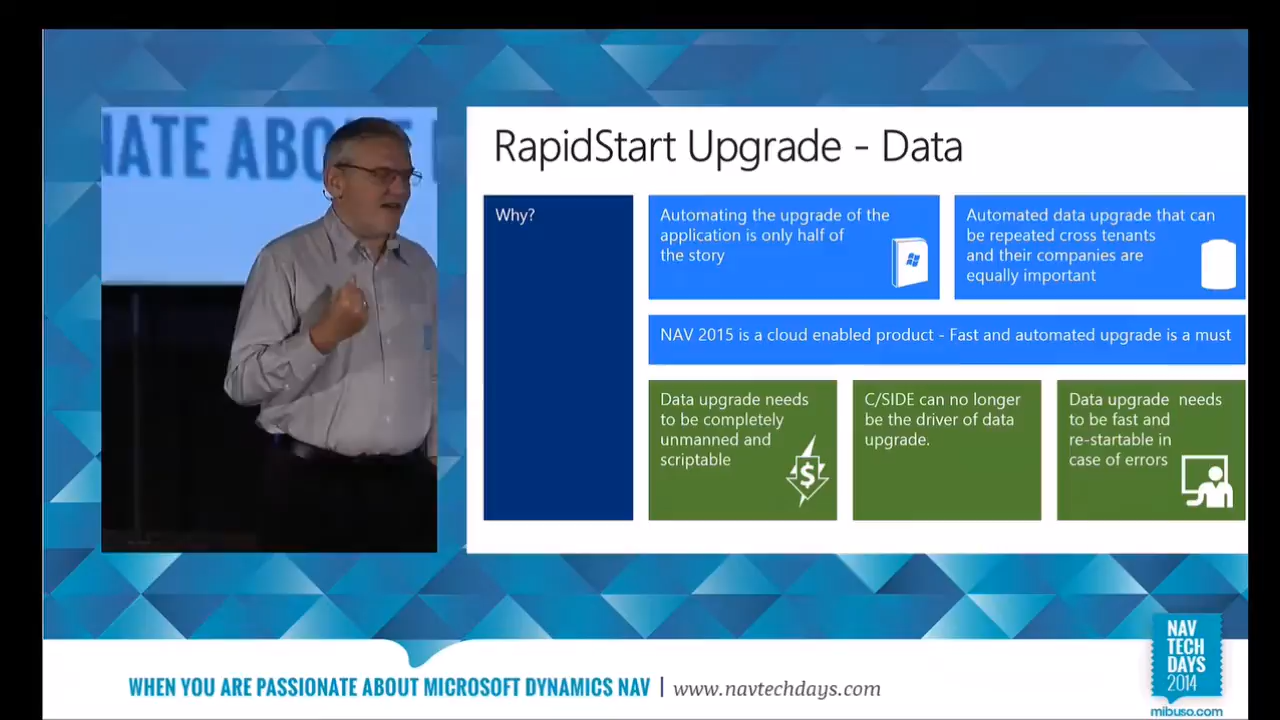 NATE ABO
RapidStart Upgrade - Data
Why?
Automating the upgrade of the
application is only half of
the story
Automated data upgrade that can
be repeated cross tenants
and their companies are
equally important
NAV 2015 is a cloud enabled product - Fast and automated upgrade is a must
Data upgrade needs
to be completely
unmanned and
scriptable
$
C/SIDE can no longer
be the driver of data
upgrade.
Data upgrade needs
to be fast and
re-startable in
case of errors
WHEN YOU ARE PASSIONATE ABOUT MICROSOFT DYNAMICS NAV | www.navtechdays.com
NAV
TECH
DAYS
2014
mibuso.com